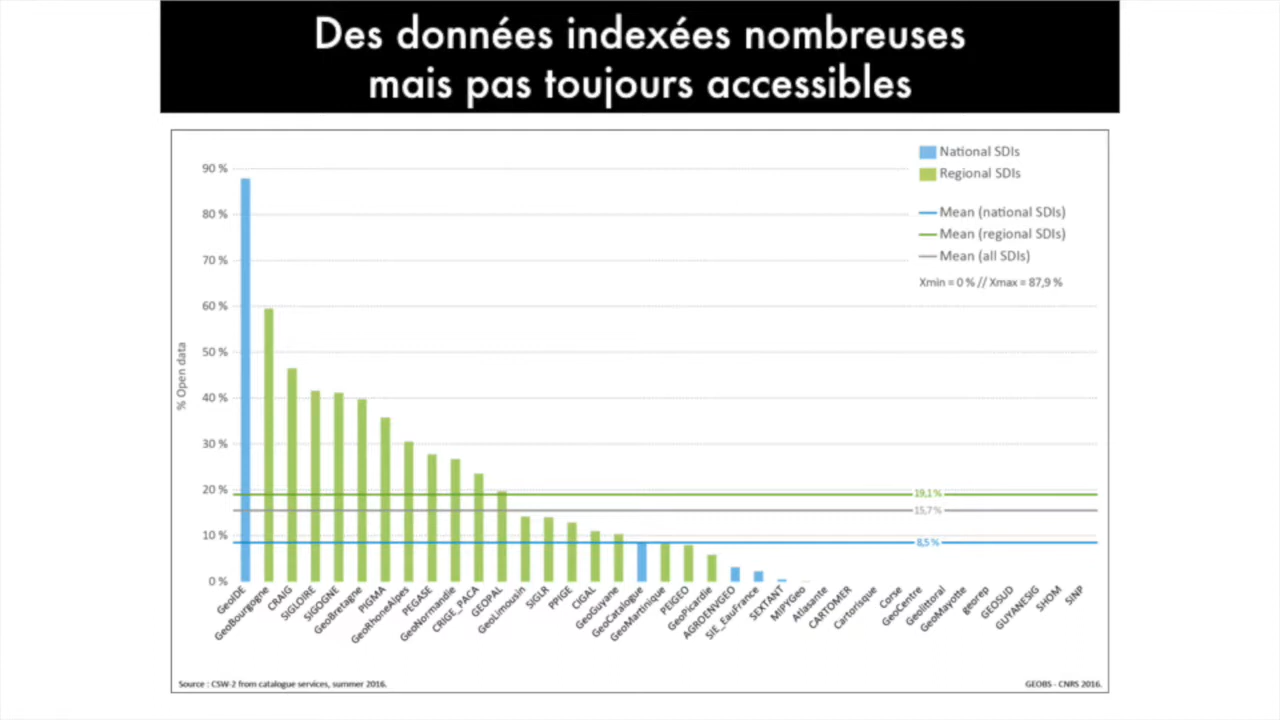 Des données indexées nombreuses
mais pas toujours accessibles
National SDIs
Regional SDIs
Mean (national SDIs)
Mean (regional SDIs)
Mean (all SDIs)
Xmin = 0 % // Xmax = 87,9 %
% Open data
90 %
80 %
70 %
60 %
50 %
40 %
30 %
20 %
10 %
0 %
19,1 %
15,7 %
8,5 %
GeoIDE
GeoBourgogne
CRAIG
SIGLOIRE
SIGOGNE
GeoBretagne
PIGMA
GeoRhoneAlpes
PEGASE
GeoNormandie
CRIGE_PACA
GEOPAL
GeoLimousin
SIGLR
PPIGE
CIGAL
GeoGuyane
GeoCatalogue
GeoMartinique
PEIGEO
GeoPicardie
AGROENVGEO
SIE_EauFrance
SEXTANT
MIPYGeo
Atlasante
CARTOMER
Cartorisque
Corse
GeoCentre
Geolittoral
GeoMayotte
georep
GEOSUD
GUYANESIG
SHOM
SINP
Source : CSW-2 from catalogue services, summer 2016.
GEOBS - CNRS 2016.